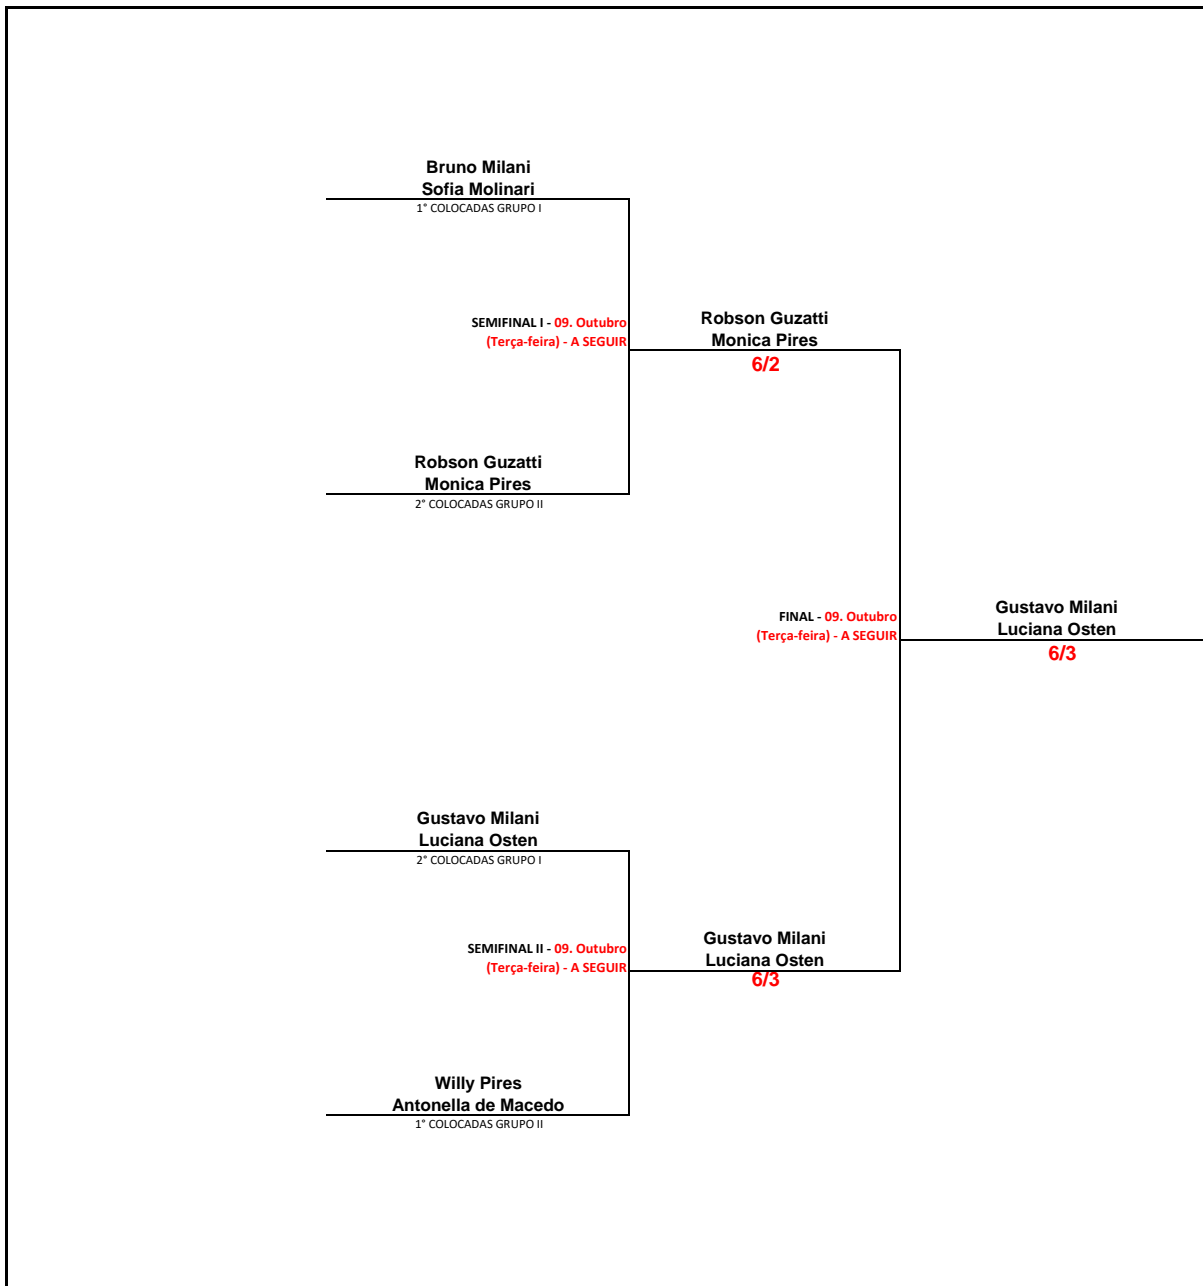 Bruno Milani
Sofia Molinari
1° COLOCADAS GRUPO I
SEMIFINAL I - 09. Outubro
(Terça-feira) - A SEGUIR
Robson Guzatti
Monica Pires
6/2
Robson Guzatti
Monica Pires
2° COLOCADAS GRUPO II
FINAL - 09. Outubro
(Terça-feira) - A SEGUIR
Gustavo Milani
Luciana Osten
6/3
Gustavo Milani
Luciana Osten
2° COLOCADAS GRUPO I
SEMIFINAL II - 09. Outubro
(Terça-feira) - A SEGUIR
Gustavo Milani
Luciana Osten
6/3
Willy Pires
Antonella de Macedo
1° COLOCADAS GRUPO II